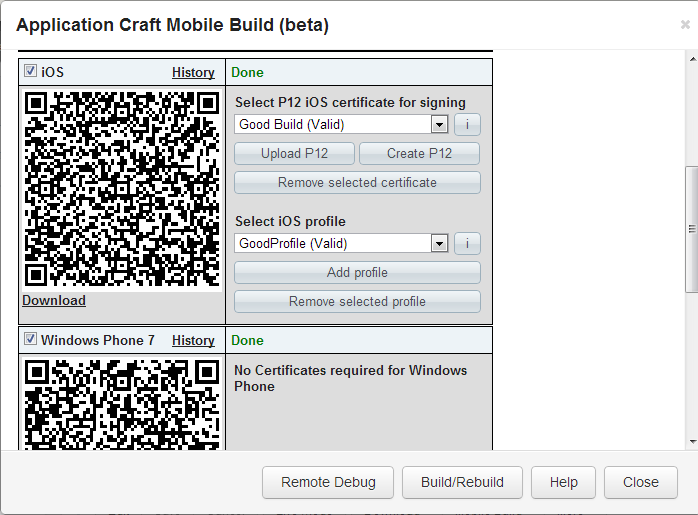 Application Craft Mobile Build (beta)
iOS History Done
Select P12 iOS certificate for signing
Good Build (Valid)
i
Upload P12 Create P12
Remove selected certificate
Select iOS profile
GoodProfile (Valid)
i
Add profile
Remove selected profile
Download
Windows Phone 7 History Done
No Certificates required for Windows
Phone
Remote Debug Build/Rebuild Help Close